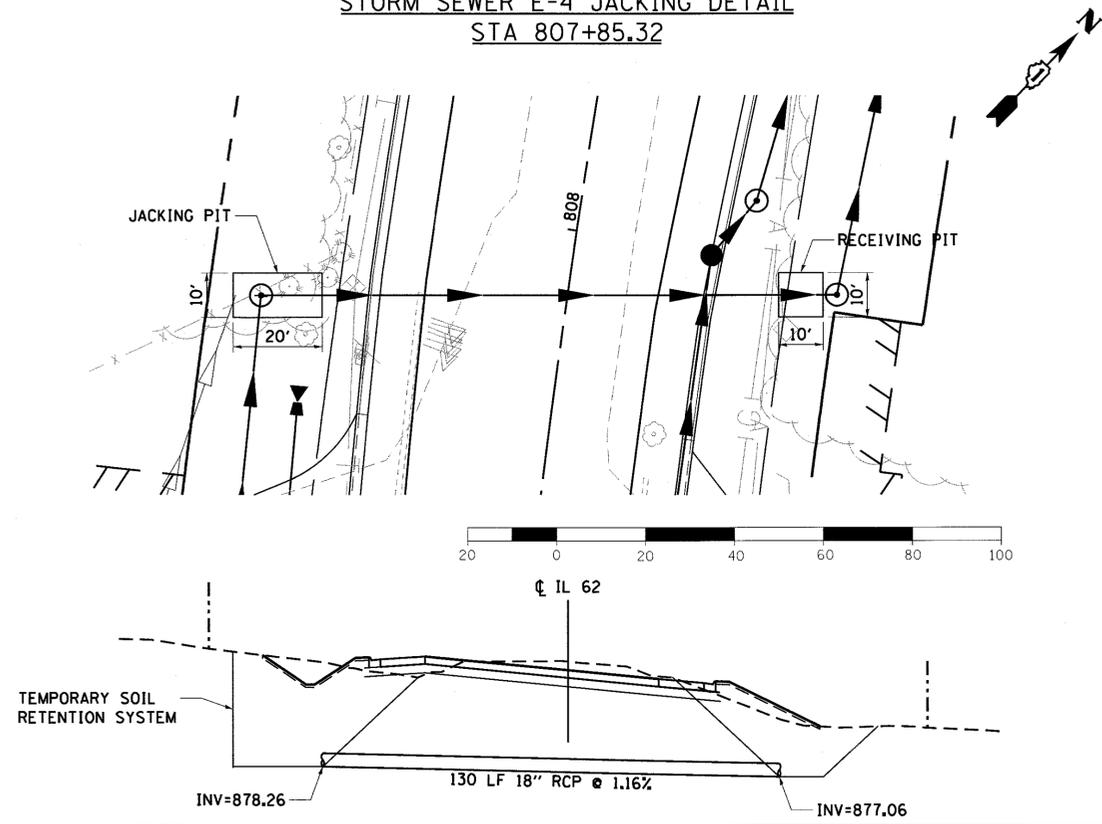 STORM SEWER E-4 JACKING DETAIL
STA 807+85.32
N
JACKING PIT
808
RECEIVING PIT
10'
20'
10'
10'
20 0 20 40 60 80 100
℄ IL 62
TEMPORARY SOIL
RETENTION SYSTEM
130 LF 18" RCP @ 1.16%
INV=878.26
INV=877.06